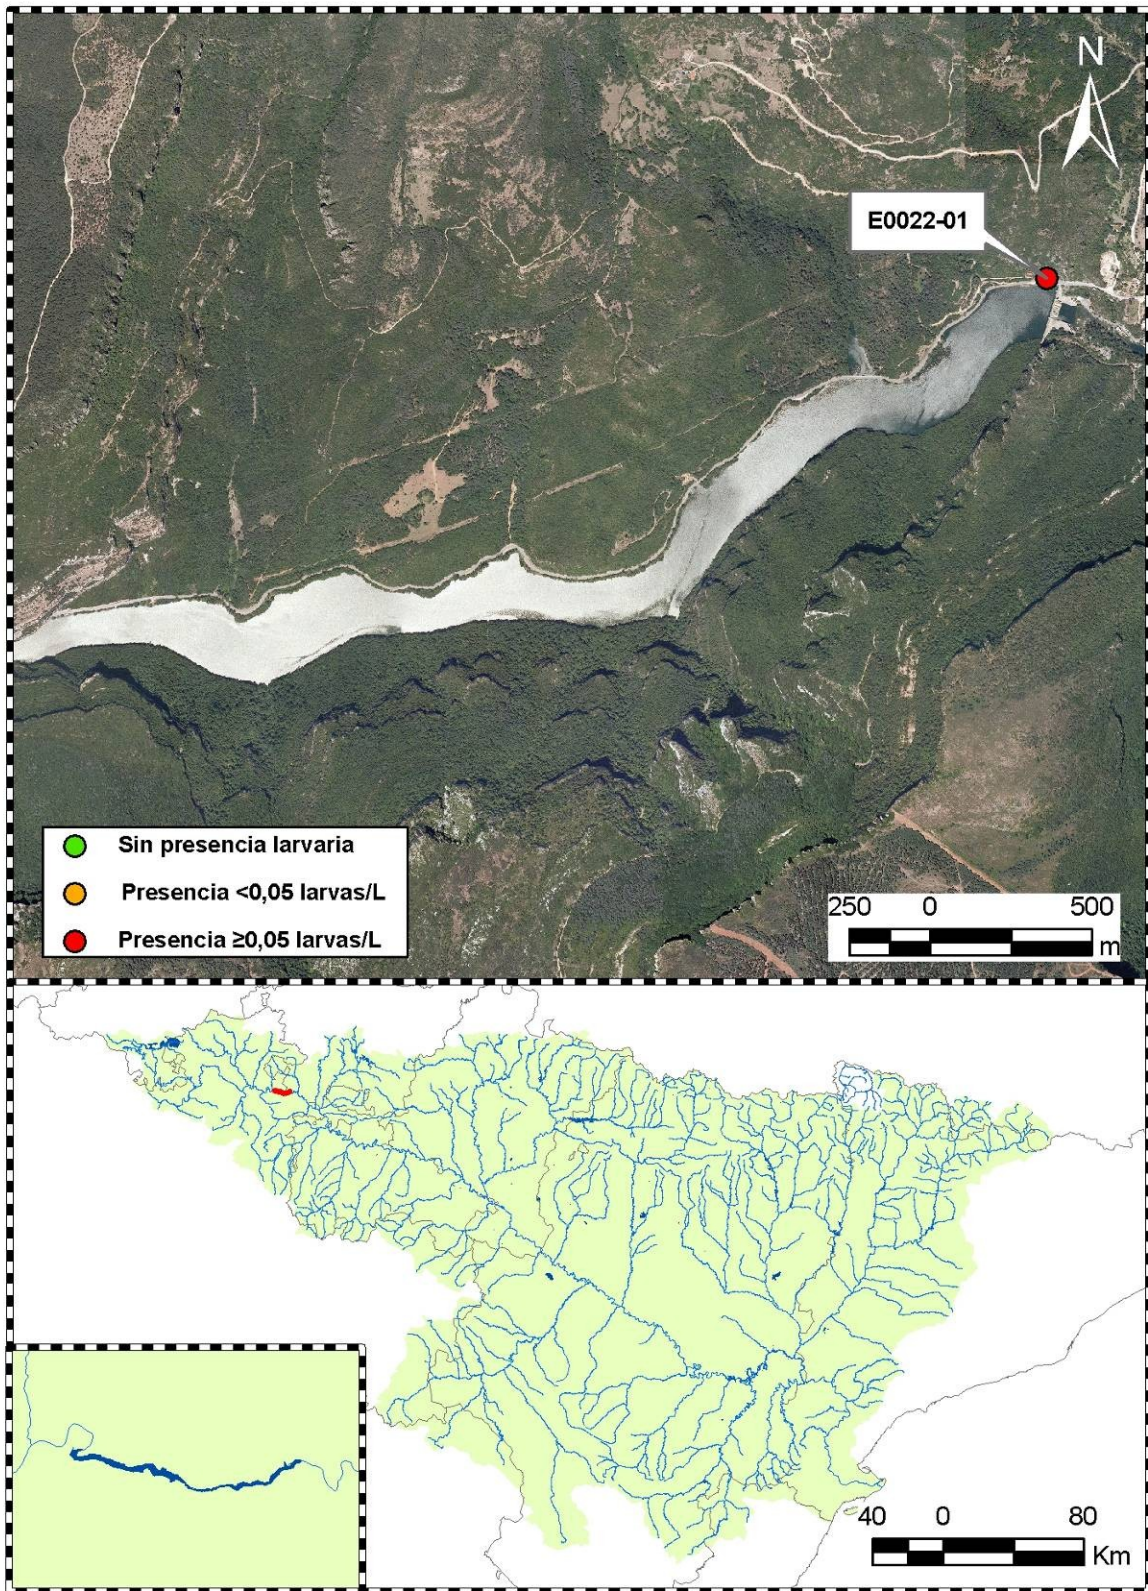 N
E0022-01
Sin presencia larvaria
Presencia <0,05 larvas/L
Presencia ≥0,05 larvas/L
250 0 500
m
40 0 80
Km